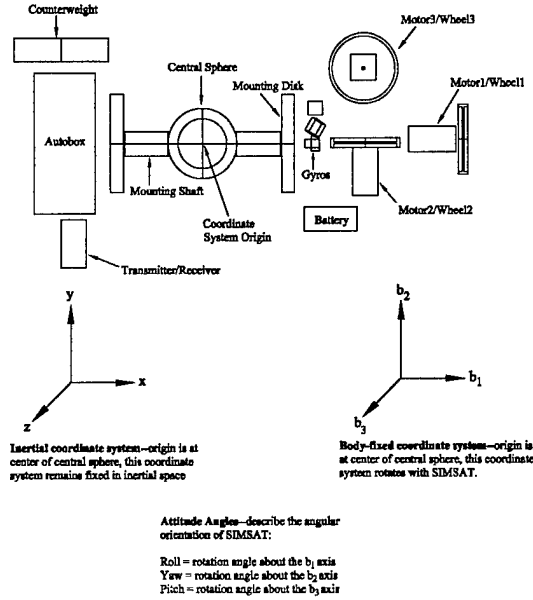 Counterweight
Motor3/Wheel3
Central Sphere
Mounting Disk
Motor1/Wheel1
Autobox
Mounting Shaft
Gyros
Motor2/Wheel2
Coordinate
System Origin
Battery
Transmitter/Receiver
y
x
z
b2
b1
b3
Inertial coordinate system--origin is at
center of central sphere, this coordinate
system remains fixed in inertial space
Body-fixed coordinate system--origin is
at center of central sphere, this coordinate
system rotates with SIMSAT.
Attitude Angles--describe the angular
orientation of SIMSAT:
Roll = rotation angle about the b1 axis
Yaw = rotation angle about the b2 axis
Pitch = rotation angle about the b3 axis